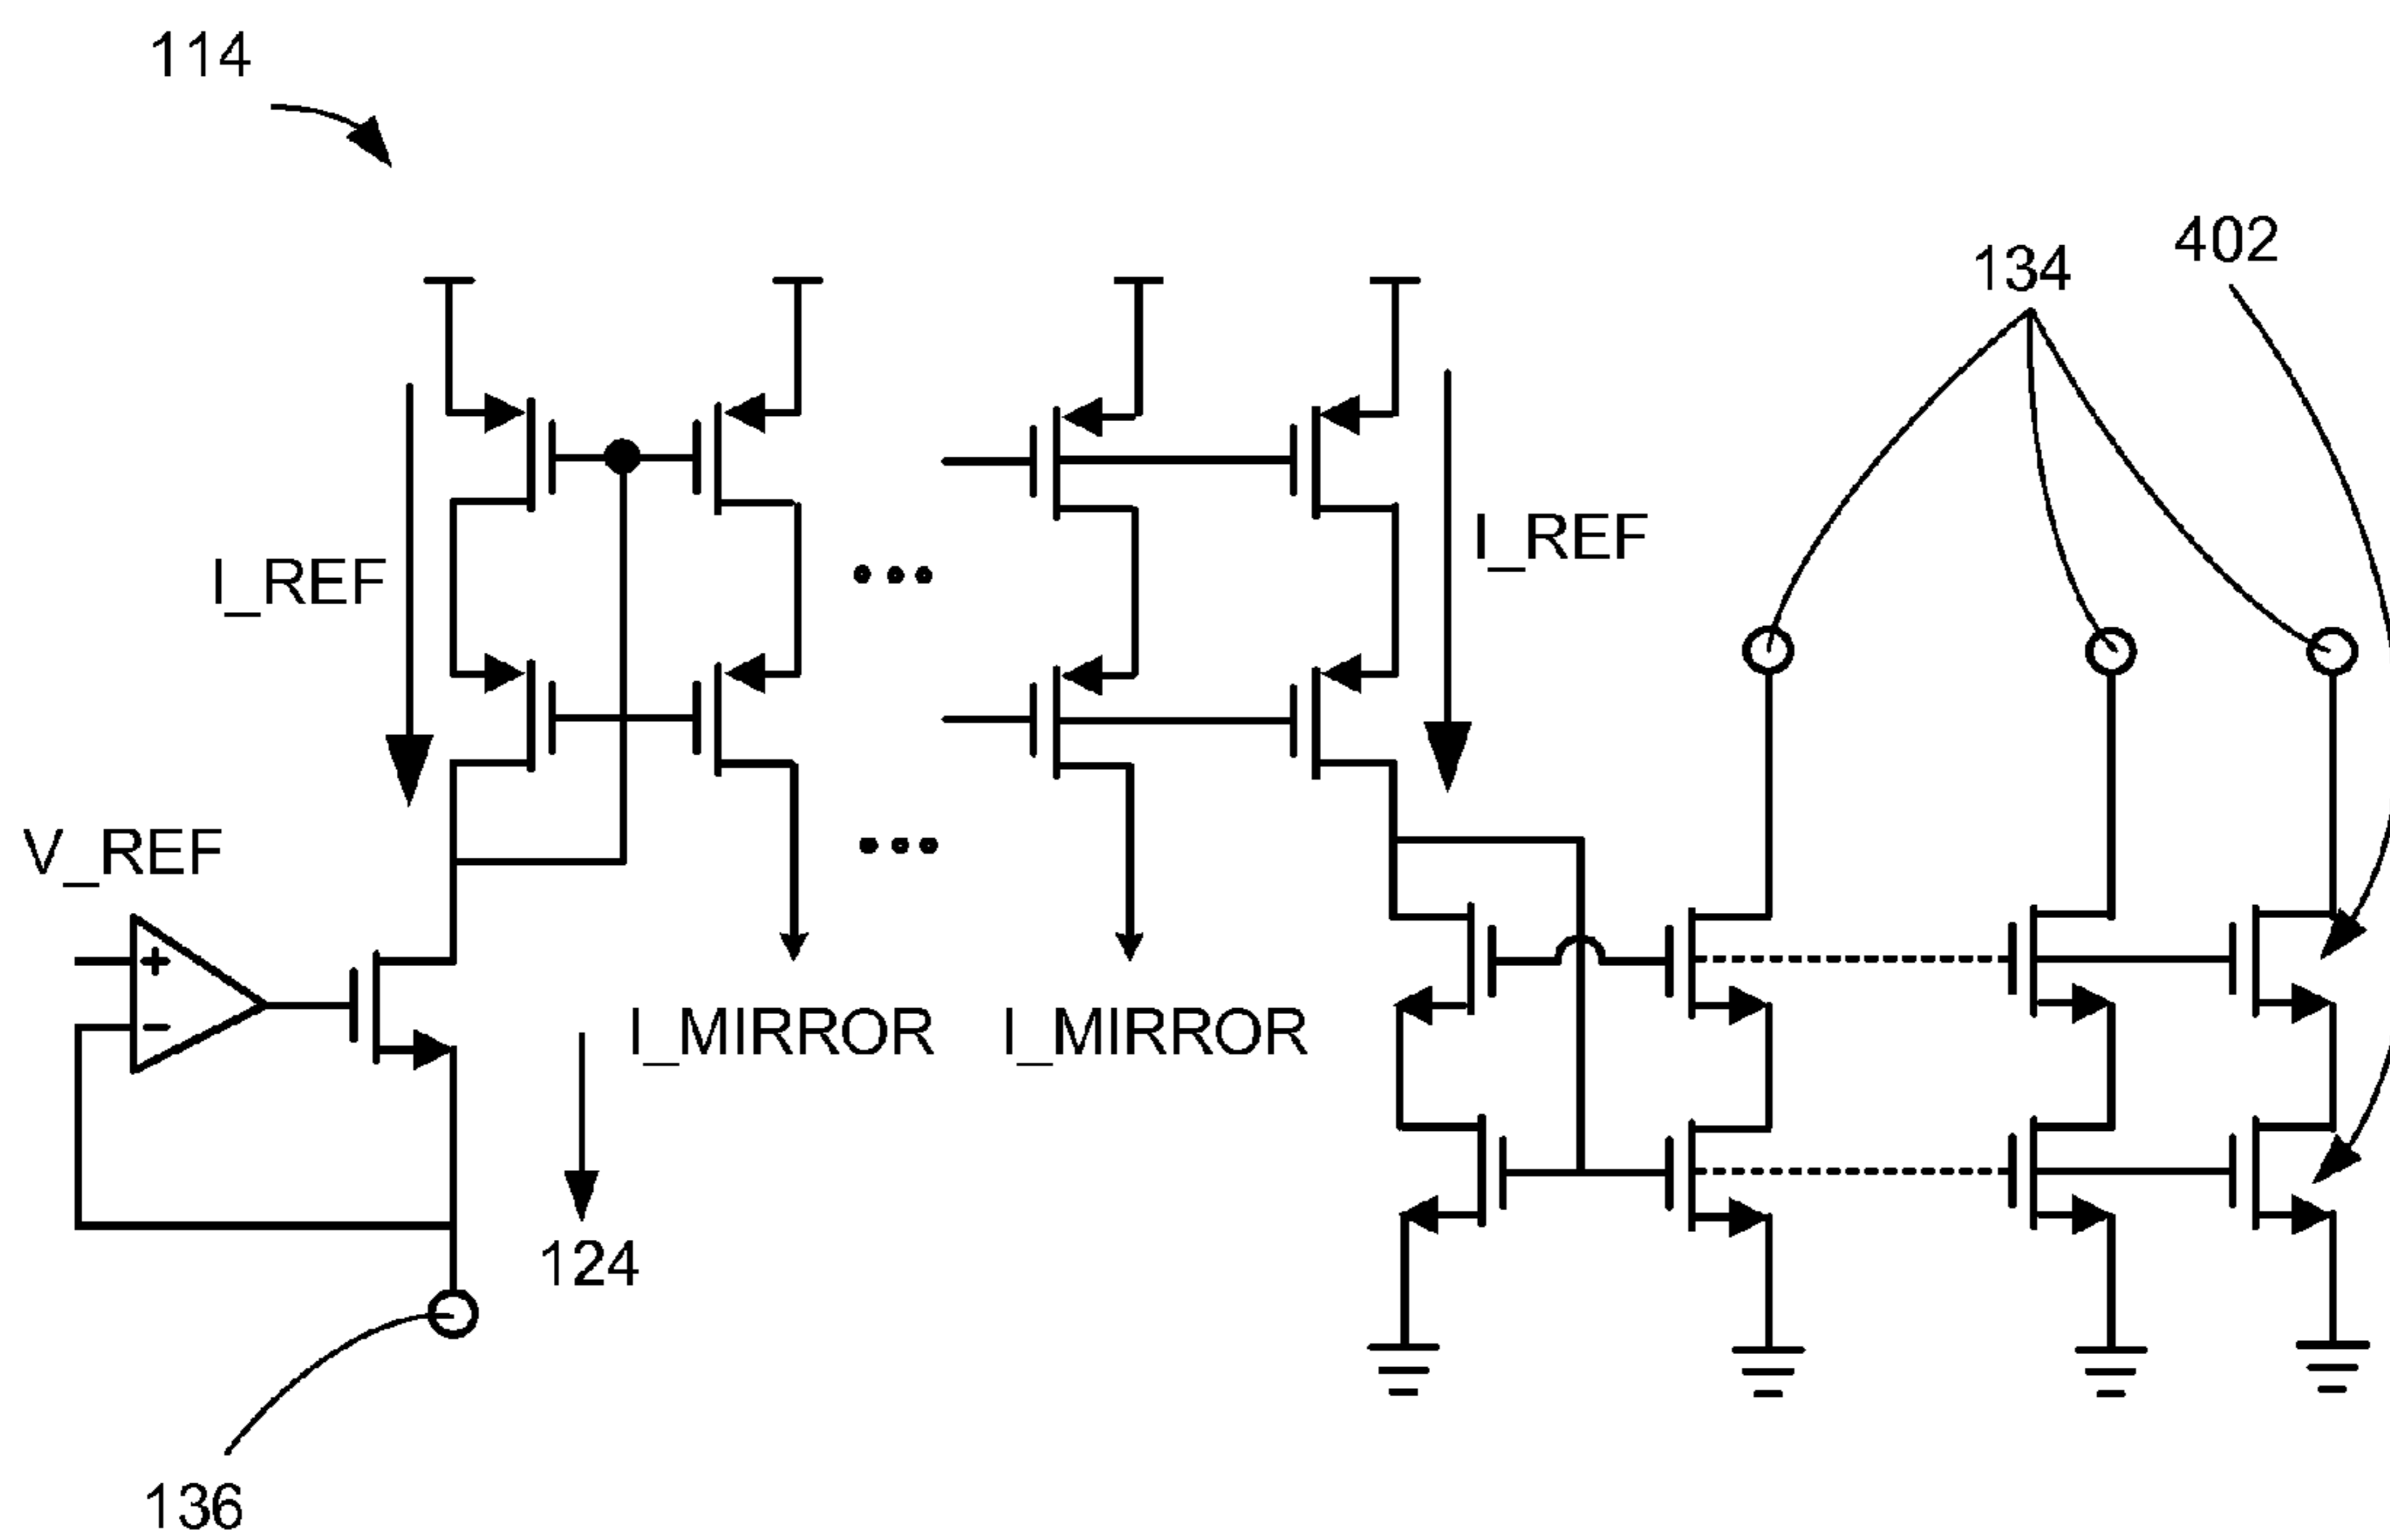 114
402
134
I_REF
I_REF
V_REF
+
−
I_MIRROR
I_MIRROR
124
136